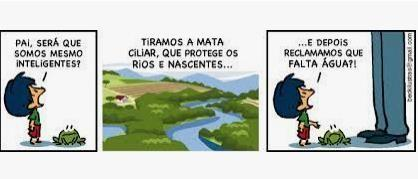 PAI, SERÁ QUE
SOMOS MESMO
INTELIGENTES?
TIRAMOS A MATA
CILIAR, QUE PROTEGE OS
RIOS E NASCENTES...
...E DEPOIS
RECLAMAMOS QUE
FALTA ÁGUA?!